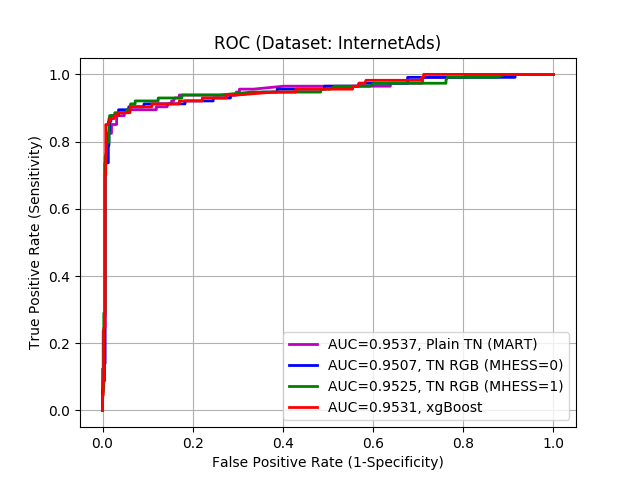 ROC (Dataset: InternetAds)
True Positive Rate (Sensitivity)
1.0
0.8
0.6
0.4
0.2
0.0
AUC=0.9537, Plain TN (MART)
AUC=0.9507, TN RGB (MHESS=0)
AUC=0.9525, TN RGB (MHESS=1)
AUC=0.9531, xgBoost
0.0 0.2 0.4 0.6 0.8 1.0
False Positive Rate (1-Specificity)